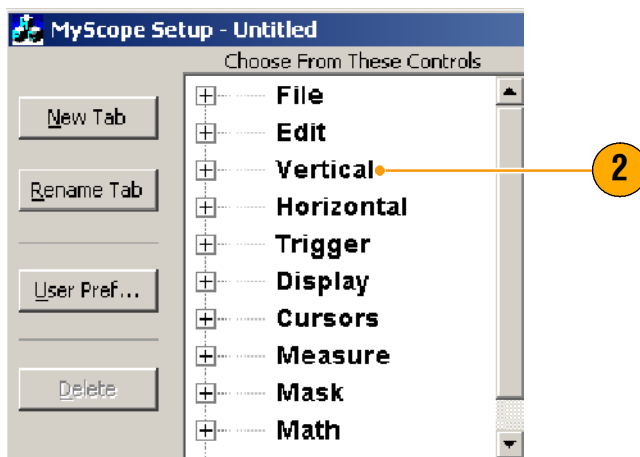 MyScope Setup - Untitled
Choose From These Controls
New Tab
Rename Tab
User Pref...
Delete
File
Edit
Vertical
2
Horizontal
Trigger
Display
Cursors
Measure
Mask
Math